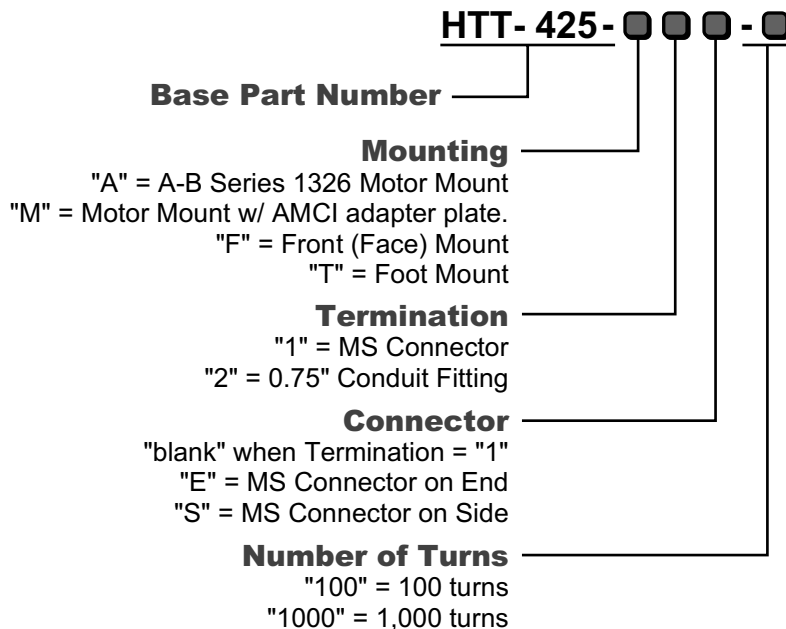 HTT- 425- -
Base Part Number
Mounting
"A" = A-B Series 1326 Motor Mount
"M" = Motor Mount w/ AMCI adapter plate.
"F" = Front (Face) Mount
"T" = Foot Mount
Termination
"1" = MS Connector
"2" = 0.75" Conduit Fitting
Connector
"blank" when Termination = "1"
"E" = MS Connector on End
"S" = MS Connector on Side
Number of Turns
"100" = 100 turns
"1000" = 1,000 turns